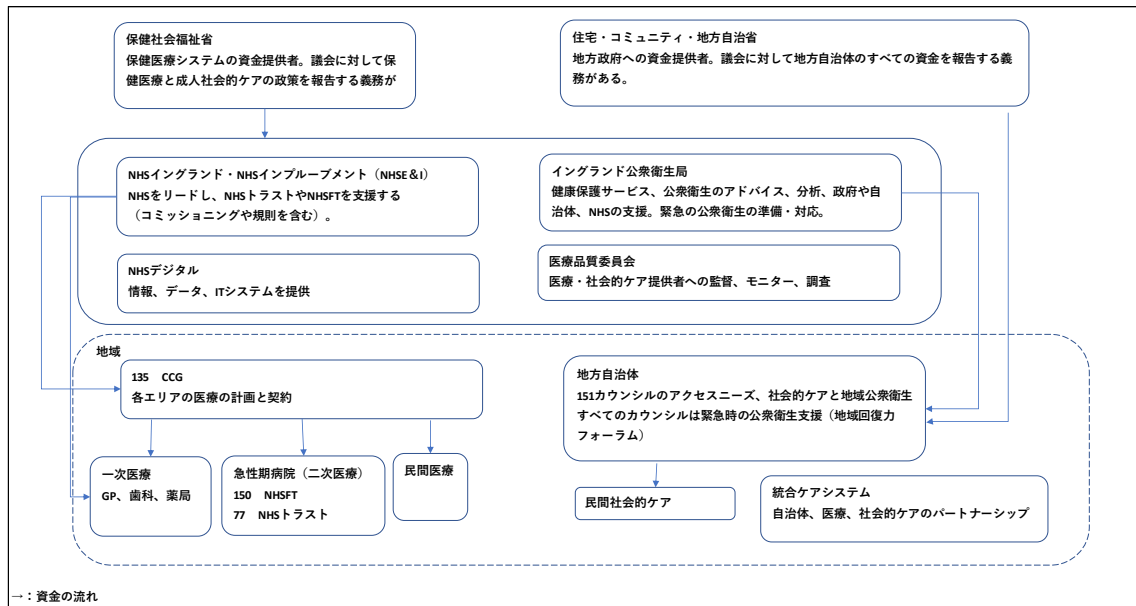 保健社会福祉省
保健医療システムの資金提供者。議会に対して保
健医療と成人社会的ケアの政策を報告する義務が
住宅・コミュニティ・地方自治省
地方政府への資金提供者。議会に対して地方自治体のすべての資金を報告する義
務がある。
NHSイングランド・NHSインプルーブメント（NHSE＆I）
NHSをリードし、NHSトラストやNHSFTを支援する
（コミッショニングや規則を含む）。
イングランド公衆衛生局
健康保護サービス、公衆衛生のアドバイス、分析、政府や自
治体、NHSの支援。緊急の公衆衛生の準備・対応。
NHSデジタル
情報、データ、ITシステムを提供
医療品質委員会
医療・社会的ケア提供者への監督、モニター、調査
地域
135 CCG
各エリアの医療の計画と契約
地方自治体
151カウンシルのアクセスニーズ、社会的ケアと地域公衆衛生
すべてのカウンシルは緊急時の公衆衛生支援（地域回復力
フォーラム）
一次医療
GP、歯科、薬局
急性期病院（二次医療）
150 NHSFT
77 NHSトラスト
民間医療
民間社会的ケア
統合ケアシステム
自治体、医療、社会的ケアのパートナーシップ
→：資金の流れ